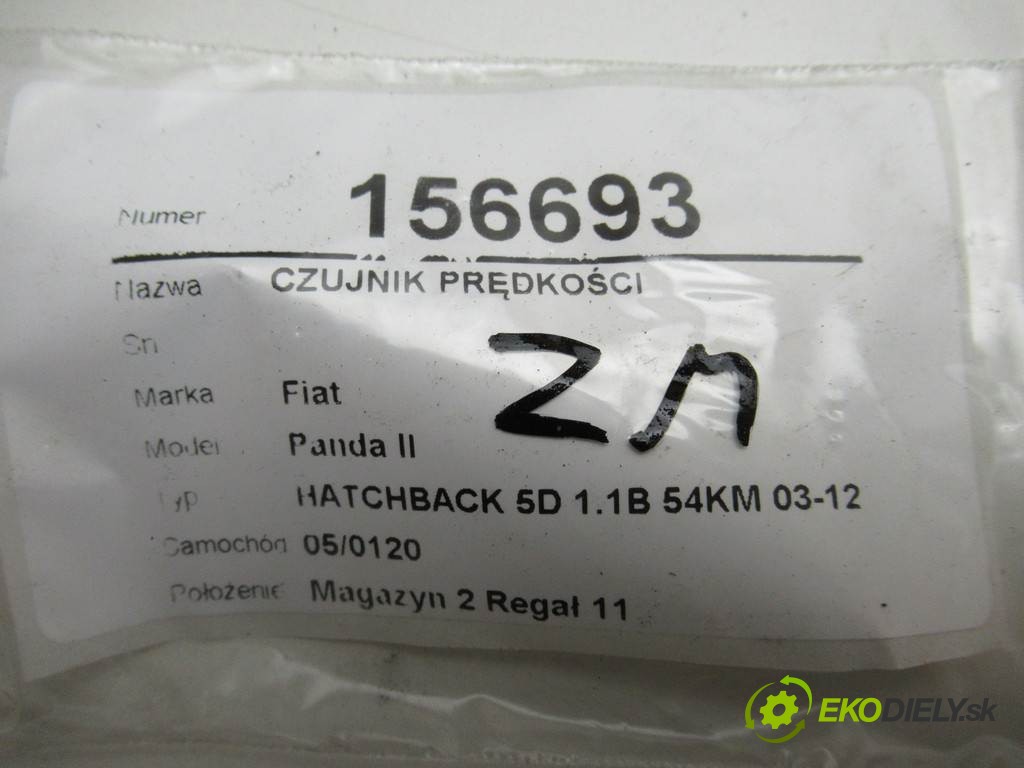 Numer 156693
Nazwa CZUJNIK PRĘDKOŚCI
Sn
Marka Fiat
Model Panda II
Typ HATCHBACK 5D 1.1B 54KM 03-12
Samochód 05/0120
Położenie Magazyn 2 Regał 11
EKODIELY.sk